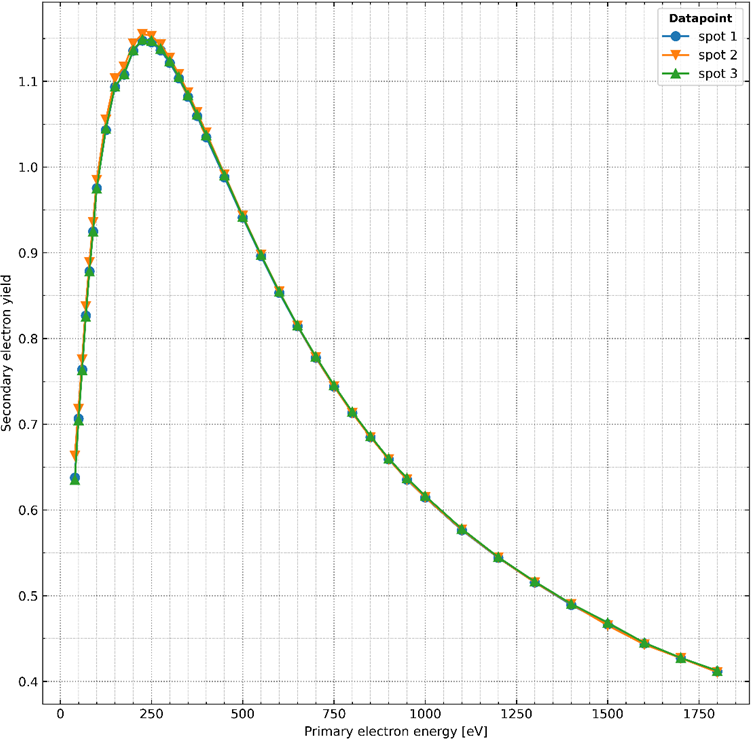 Datapoint
spot 1
spot 2
spot 3
1.1
1.0
0.9
0.8
0.7
0.6
0.5
0.4
Secondary electron yield
0 250 500 750 1000 1250 1500 1750
Primary electron energy [eV]